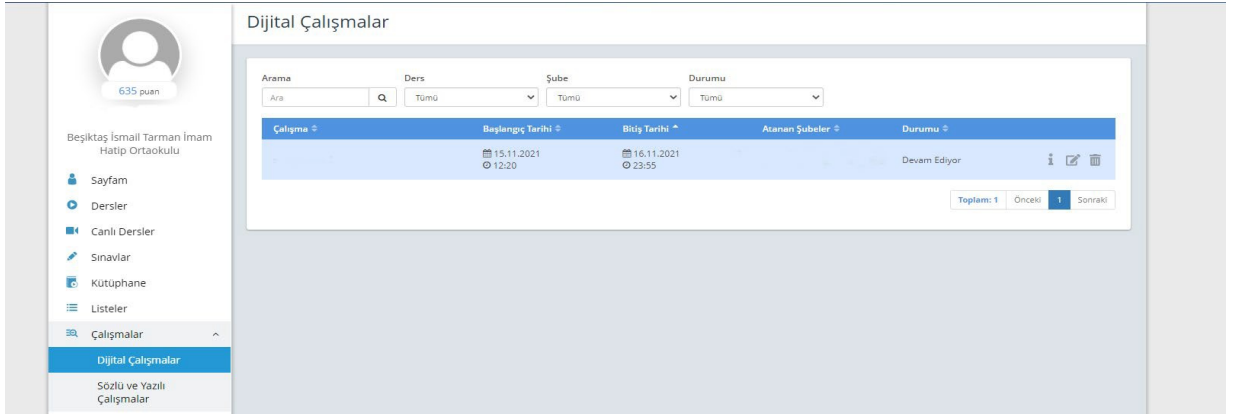 Dijital Çalışmalar
635 puan
Beşiktaş İsmail Tarman İmam
Hatip Ortaokulu
Sayfam
Dersler
Canlı Dersler
Sınavlar
Kütüphane
Listeler
Çalışmalar
Dijital Çalışmalar
Sözlü ve Yazılı
Çalışmalar
Arama Ders Şube Durumu
Ara Tümü Tümü Tümü
Çalışma Başlangıç Tarihi Bitiş Tarihi Atanan Şubeler Durumu
15.11.2021 16.11.2021
12:20 23:55 Devam Ediyor
Toplam: 1 Önceki 1 Sonraki